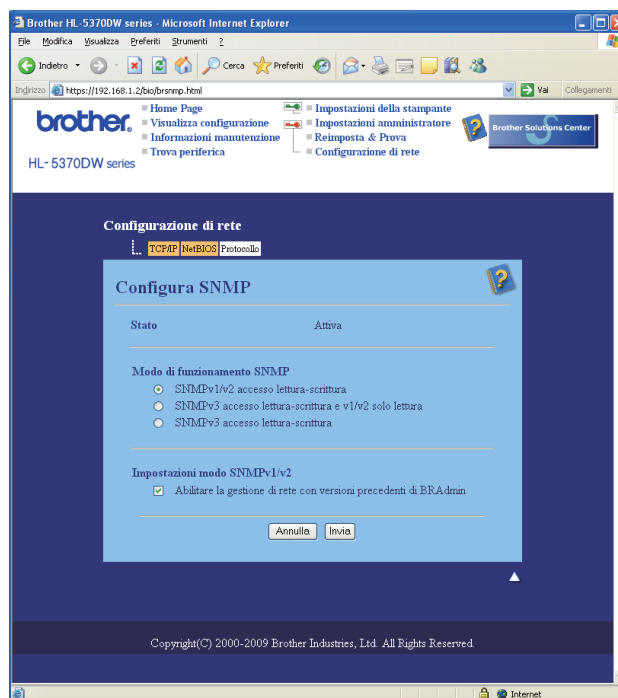 Brother HL-5370DW series - Microsoft Internet Explorer
File Modifica Visualizza Preferiti Strumenti ?
Indietro Cerca Preferiti
Indirizzo https://192.168.1.2/bio/brsnmp.html Vai Collegamenti
brother.
HL-5370DW series
Home Page
Visualizza configurazione
Informazioni manutenzione
Trova periferica
Impostazioni della stampante
Impostazioni amministratore
Reimposta & Prova
Configurazione di rete
Brother Solutions Center
Configurazione di rete
TCP/IP NetBIOS Protocollo
Configura SNMP
Stato Attiva
Modo di funzionamento SNMP
SNMPv1/v2 accesso lettura-scrittura
SNMPv3 accesso lettura-scrittura e v1/v2 solo lettura
SNMPv3 accesso lettura-scrittura
Impostazioni modo SNMPv1/v2
Abilitare la gestione di rete con versioni precedenti di BRAdmin
Annulla Invia
Copyright(C) 2000-2009 Brother Industries, Ltd. All Rights Reserved.
Internet